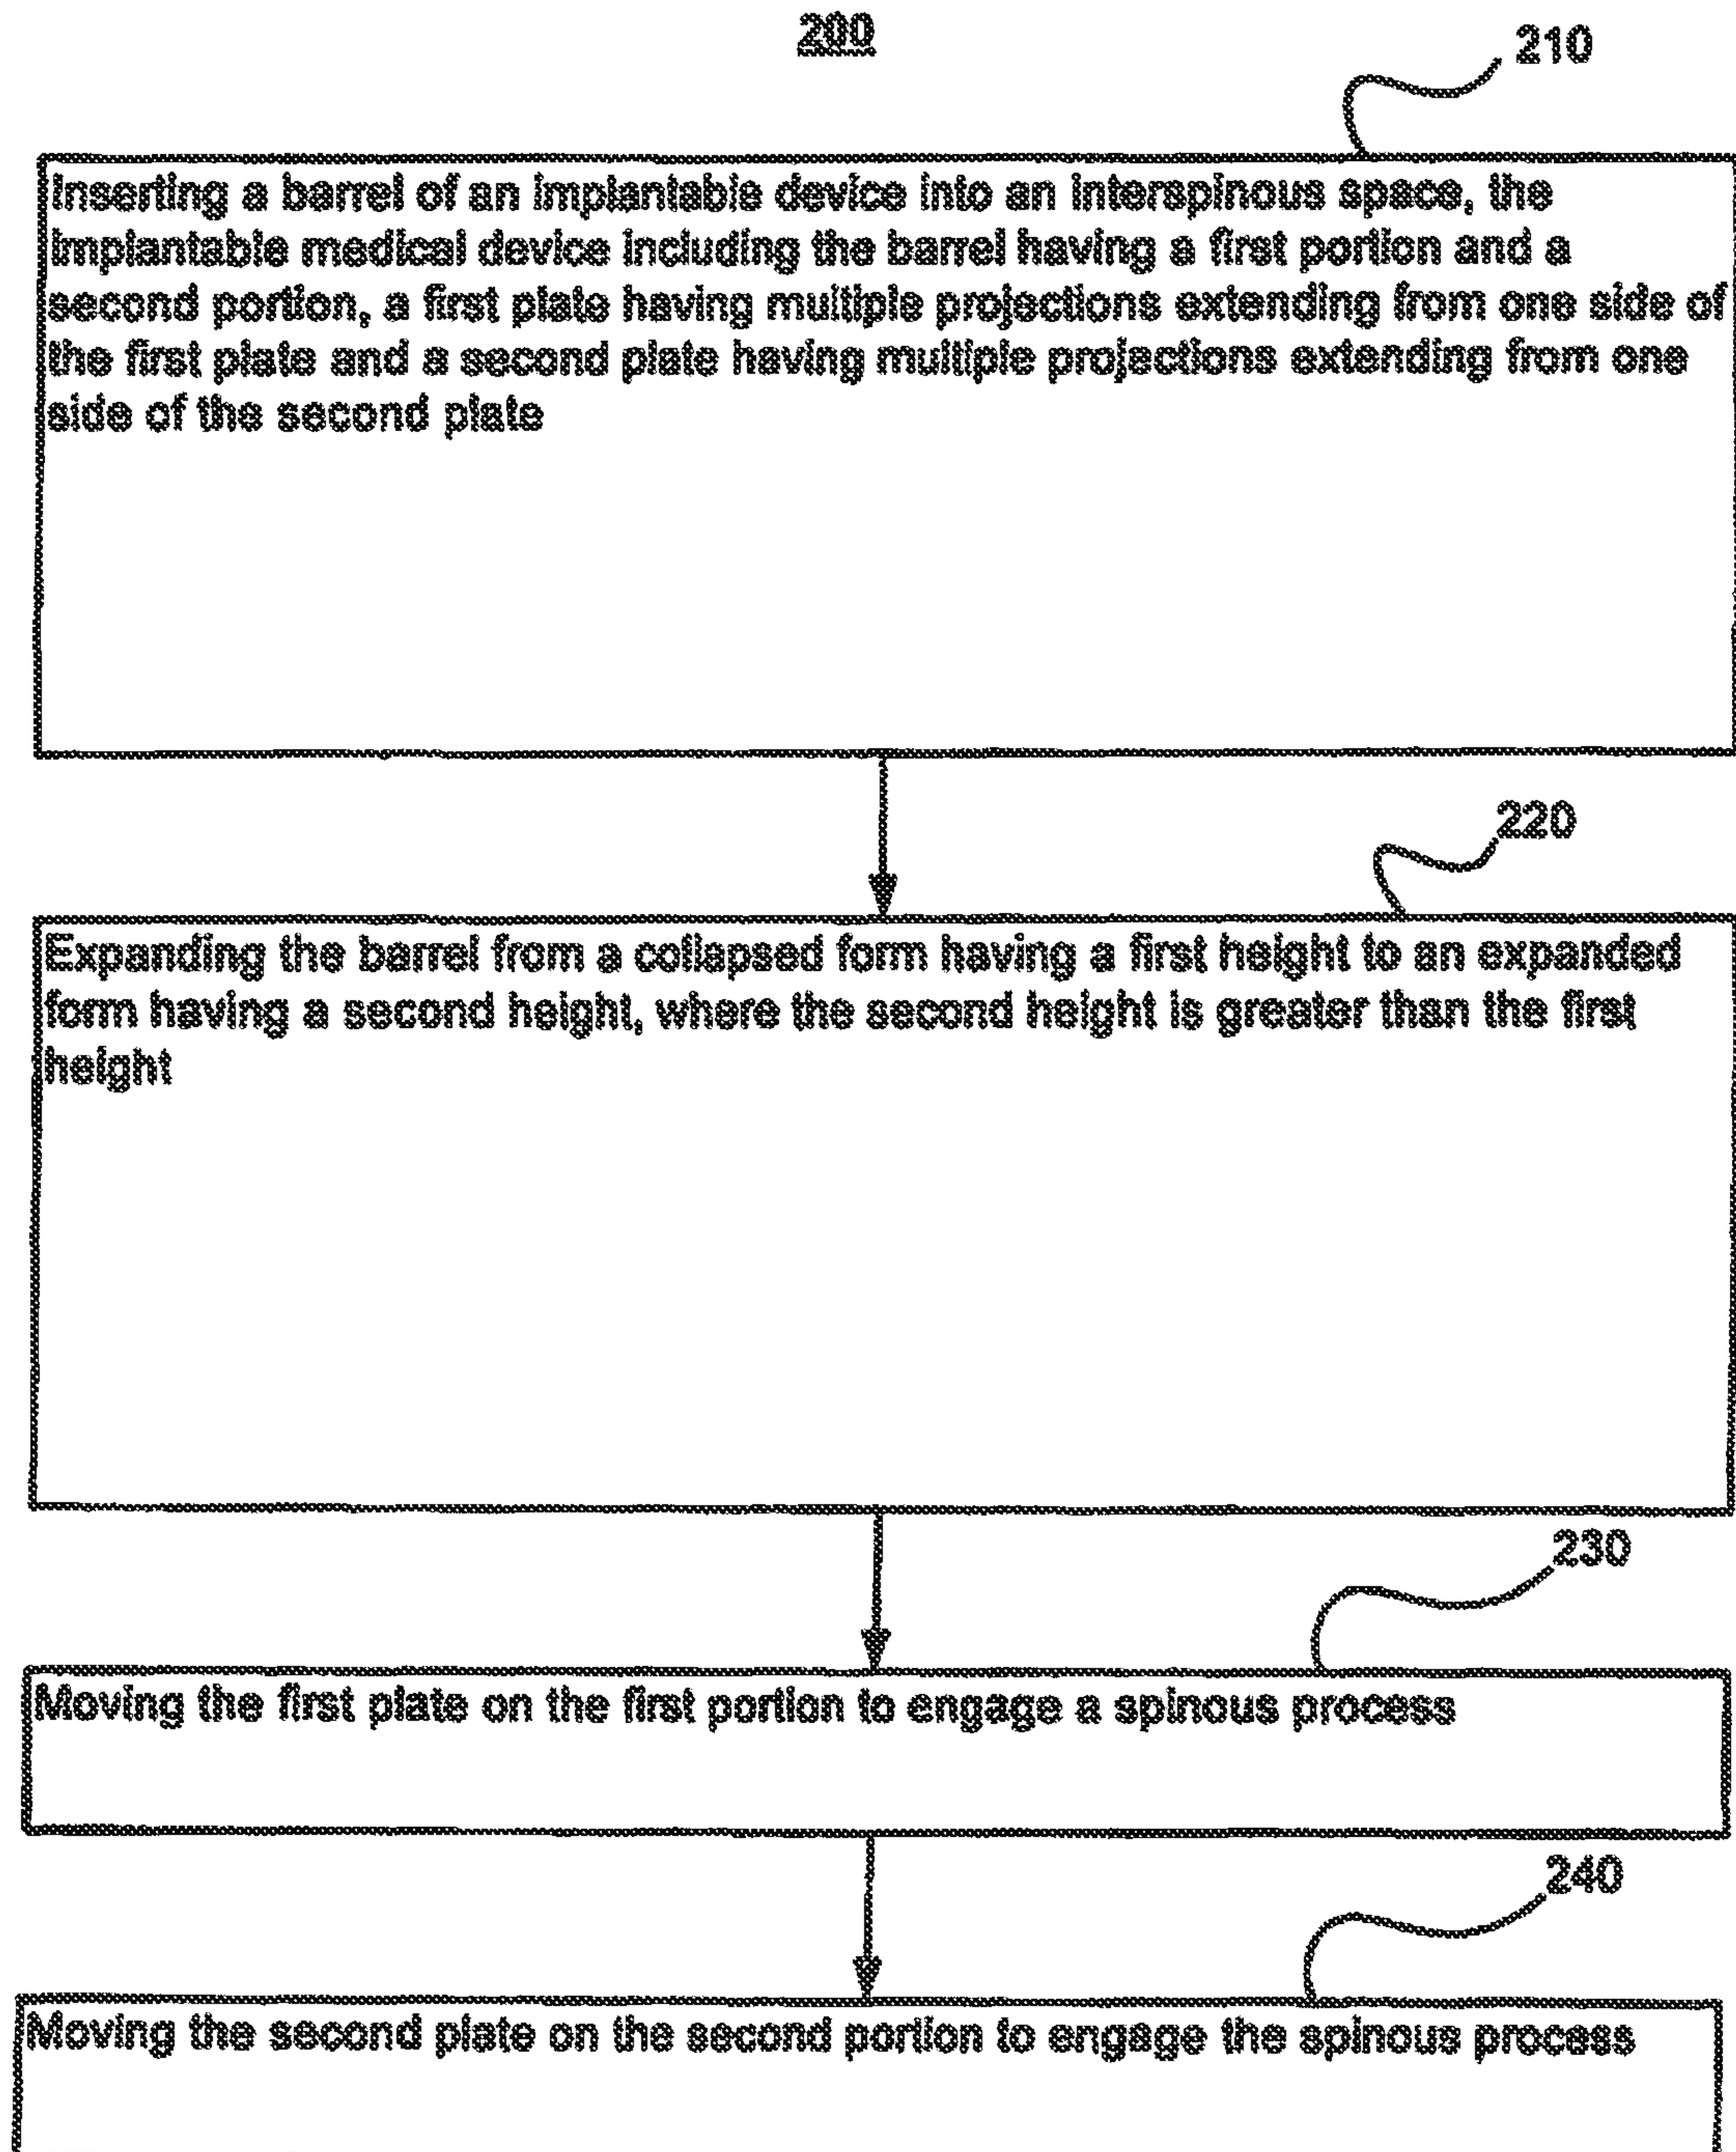 200
210
Inserting a barrel of an implantable device into an interspinous space, the
implantable medical device including the barrel having a first portion and a
second portion, a first plate having multiple projections extending from one side of
the first plate and a second plate having multiple projections extending from one
side of the second plate
220
Expanding the barrel from a collapsed form having a first height to an expanded
form having a second height, where the second height is greater than the first
height
230
Moving the first plate on the first portion to engage a spinous process
240
Moving the second plate on the second portion to engage the spinous process